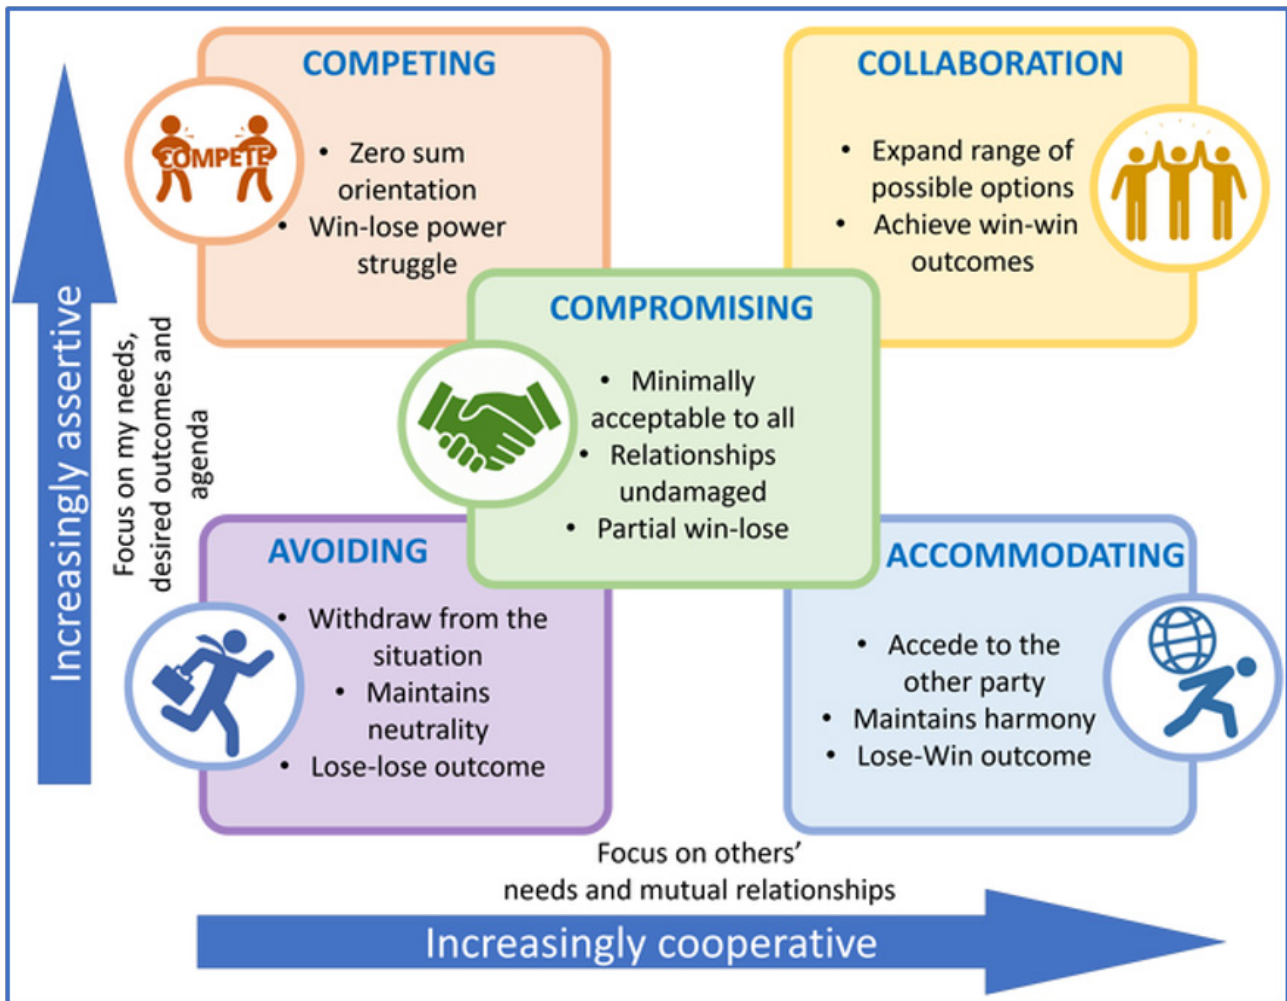 COMPETING
COMPETE
• Zero sum
orientation
• Win-lose power
struggle
COLLABORATION
• Expand range of
possible options
• Achieve win-win
outcomes
COMPROMISING
• Minimally
acceptable to all
• Relationships
undamaged
• Partial win-lose
Increasingly assertive
Focus on my needs,
desired outcomes and
agenda
AVOIDING
• Withdraw from the
situation
• Maintains
neutrality
• Lose-lose outcome
ACCOMMODATING
• Accede to the
other party
• Maintains harmony
• Lose-Win outcome
Focus on others’
needs and mutual relationships
Increasingly cooperative